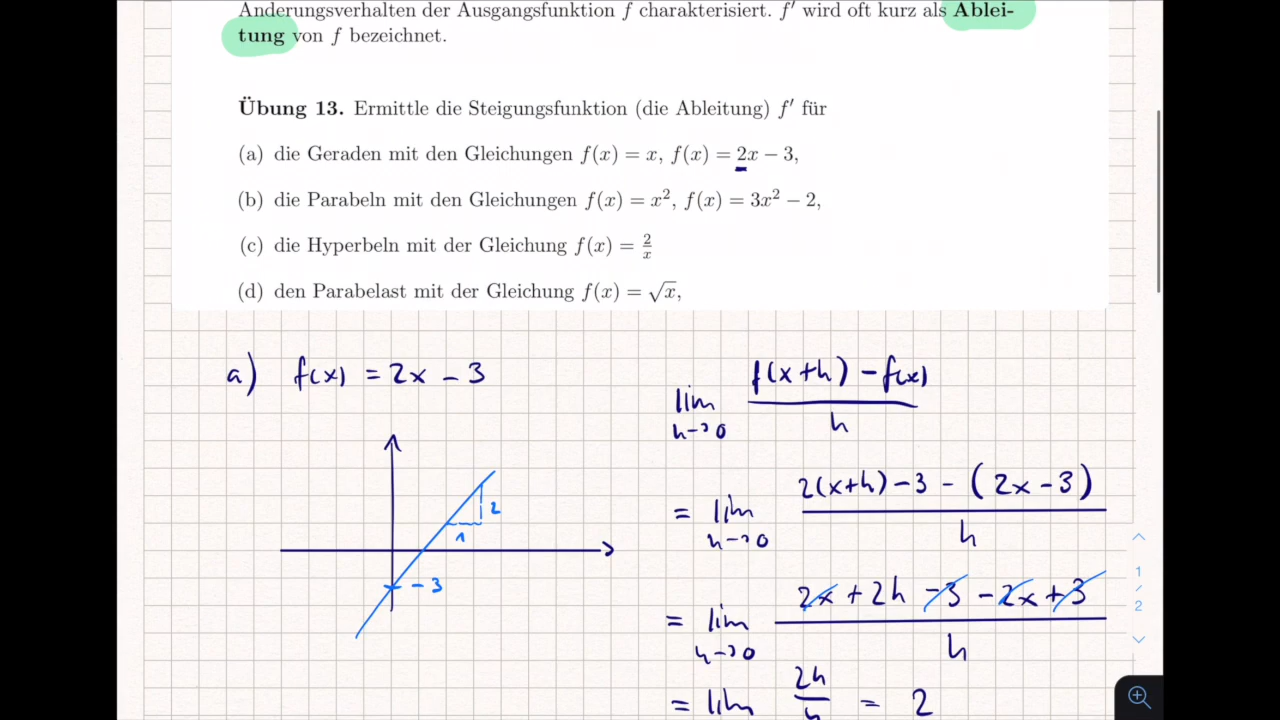 Änderungsverhalten der Ausgangsfunktion f charakterisiert. f′ wird oft kurz als Ablei-
tung von f bezeichnet.
Übung 13. Ermittle die Steigungsfunktion (die Ableitung) f′ für
(a) die Geraden mit den Gleichungen f(x) = x, f(x) = 2x − 3,
(b) die Parabeln mit den Gleichungen f(x) = x², f(x) = 3x² − 2,
(c) die Hyperbeln mit der Gleichung f(x) = 2/x
(d) den Parabelast mit der Gleichung f(x) = √x,
a) f(x) = 2x − 3
2
1
− 3
lim h→0 (f(x+h) − f(x)) / h
= lim h→0 (2(x+h) − 3 − (2x − 3)) / h
= lim h→0 (2x + 2h − 3 − 2x + 3) / h
= lim 2h / h = 2
1
/
2